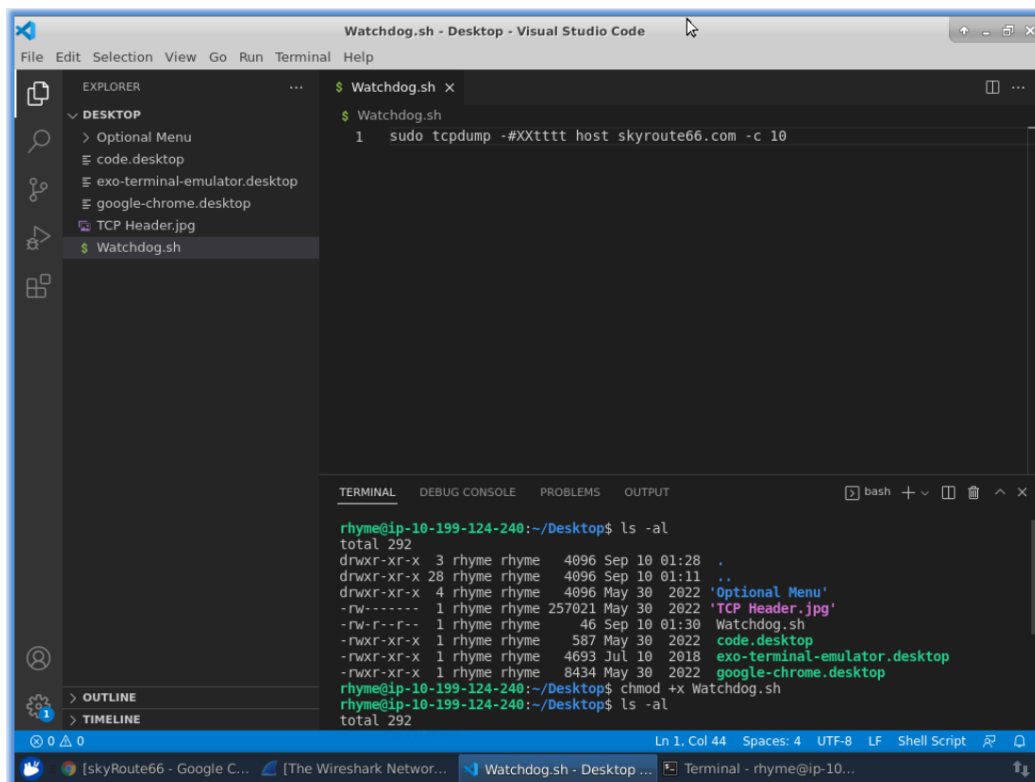 Watchdog.sh - Desktop - Visual Studio Code
File Edit Selection View Go Run Terminal Help
EXPLORER
DESKTOP
Optional Menu
code.desktop
exo-terminal-emulator.desktop
google-chrome.desktop
TCP Header.jpg
$ Watchdog.sh
OUTLINE
TIMELINE
$ Watchdog.sh
$ Watchdog.sh
1 sudo tcpdump -#XXtttt host skyroute66.com -c 10
TERMINAL DEBUG CONSOLE PROBLEMS OUTPUT bash
rhyme@ip-10-199-124-240:~/Desktop$ ls -al
total 292
drwxr-xr-x 3 rhyme rhyme 4096 Sep 10 01:28 .
drwxr-xr-x 28 rhyme rhyme 4096 Sep 10 01:11 ..
drwxr-xr-x 4 rhyme rhyme 4096 May 30 2022 'Optional Menu'
-rw------- 1 rhyme rhyme 257021 May 30 2022 'TCP Header.jpg'
-rw-r--r-- 1 rhyme rhyme 46 Sep 10 01:30 Watchdog.sh
-rwxr-xr-x 1 rhyme rhyme 587 May 30 2022 code.desktop
-rwxr-xr-x 1 rhyme rhyme 4693 Jul 10 2018 exo-terminal-emulator.desktop
-rwxr-xr-x 1 rhyme rhyme 8434 May 30 2022 google-chrome.desktop
rhyme@ip-10-199-124-240:~/Desktop$ chmod +x Watchdog.sh
rhyme@ip-10-199-124-240:~/Desktop$ ls -al
total 292
1
0 0 Ln 1, Col 44 Spaces: 4 UTF-8 LF Shell Script
[skyRoute66 - Google C... [The Wireshark Networ... Watchdog.sh - Desktop ... Terminal - rhyme@ip-10...